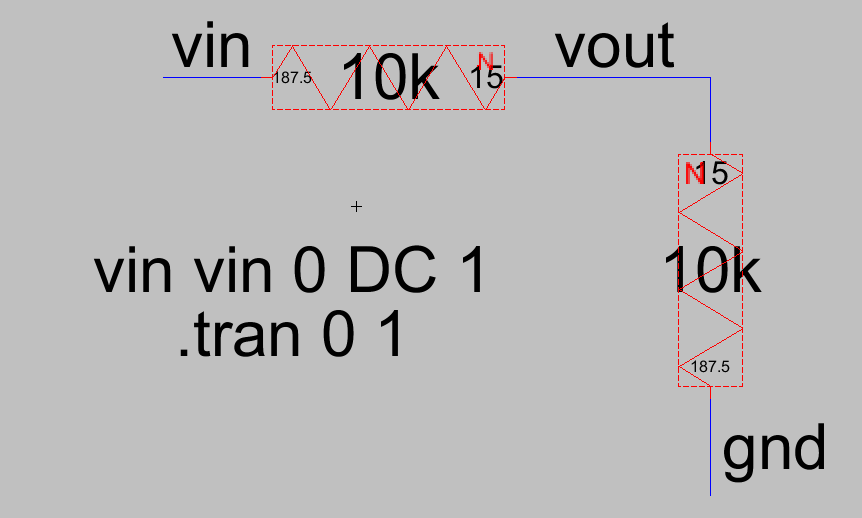 vin
187.5
10k
N
15
vout
N
15
10k
187.5
vin vin 0 DC 1
.tran 0 1
gnd